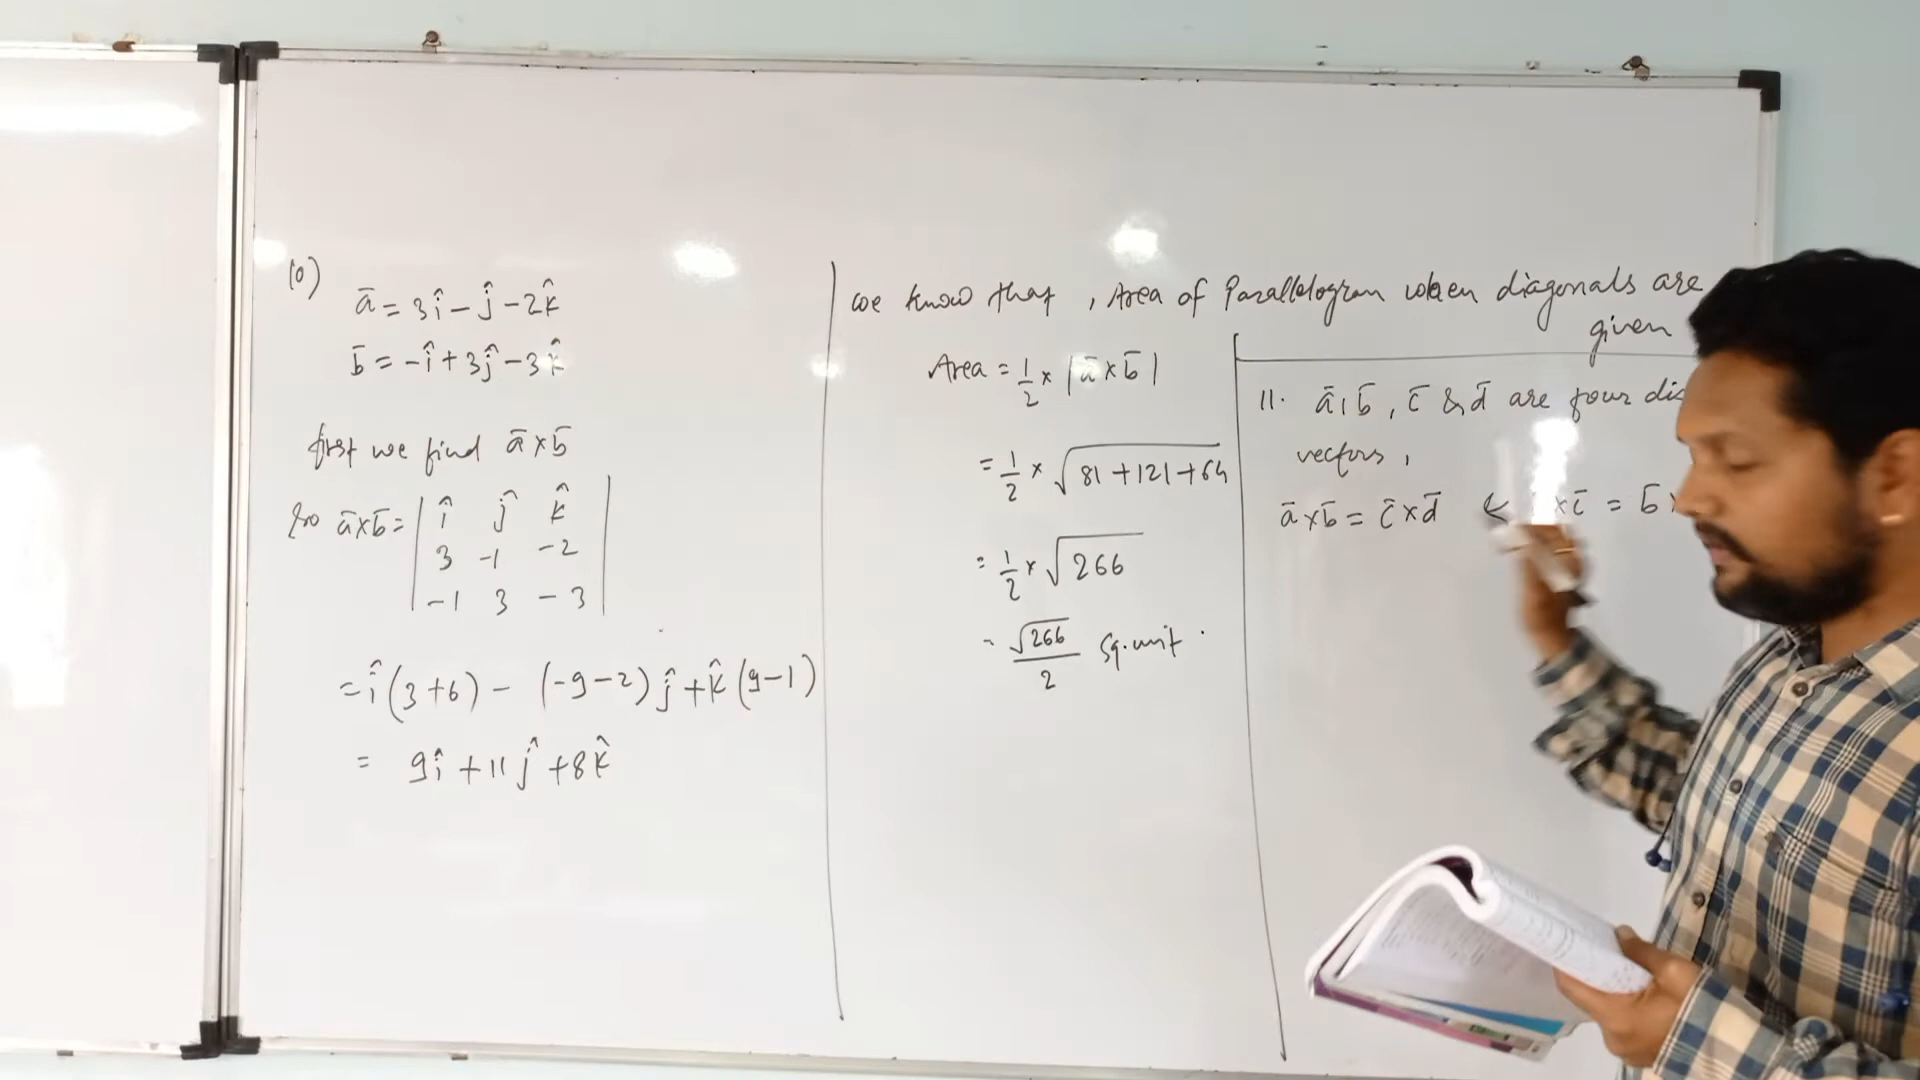 10)
a̅ = 3î - ĵ - 2k̂
b̅ = -î + 3ĵ - 3k̂
first we find a̅×b̅
so a̅×b̅ = | î ĵ k̂ |
| 3 -1 -2 |
| -1 3 -3 |
= î(3+6) - (-9-2)ĵ + k̂(9-1)
= 9î + 11ĵ + 8k̂
we know that , Area of Parallelogram when diagonals are
given
Area = 1/2 × |a̅×b̅|
= 1/2 × √(81+121+64)
= 1/2 × √266
= √266/2 sq.unit.
11. a̅, b̅, c̅ & d̅ are four
vectors,
a̅×b̅ = c̅×d̅ & ×c̅ = b̅×